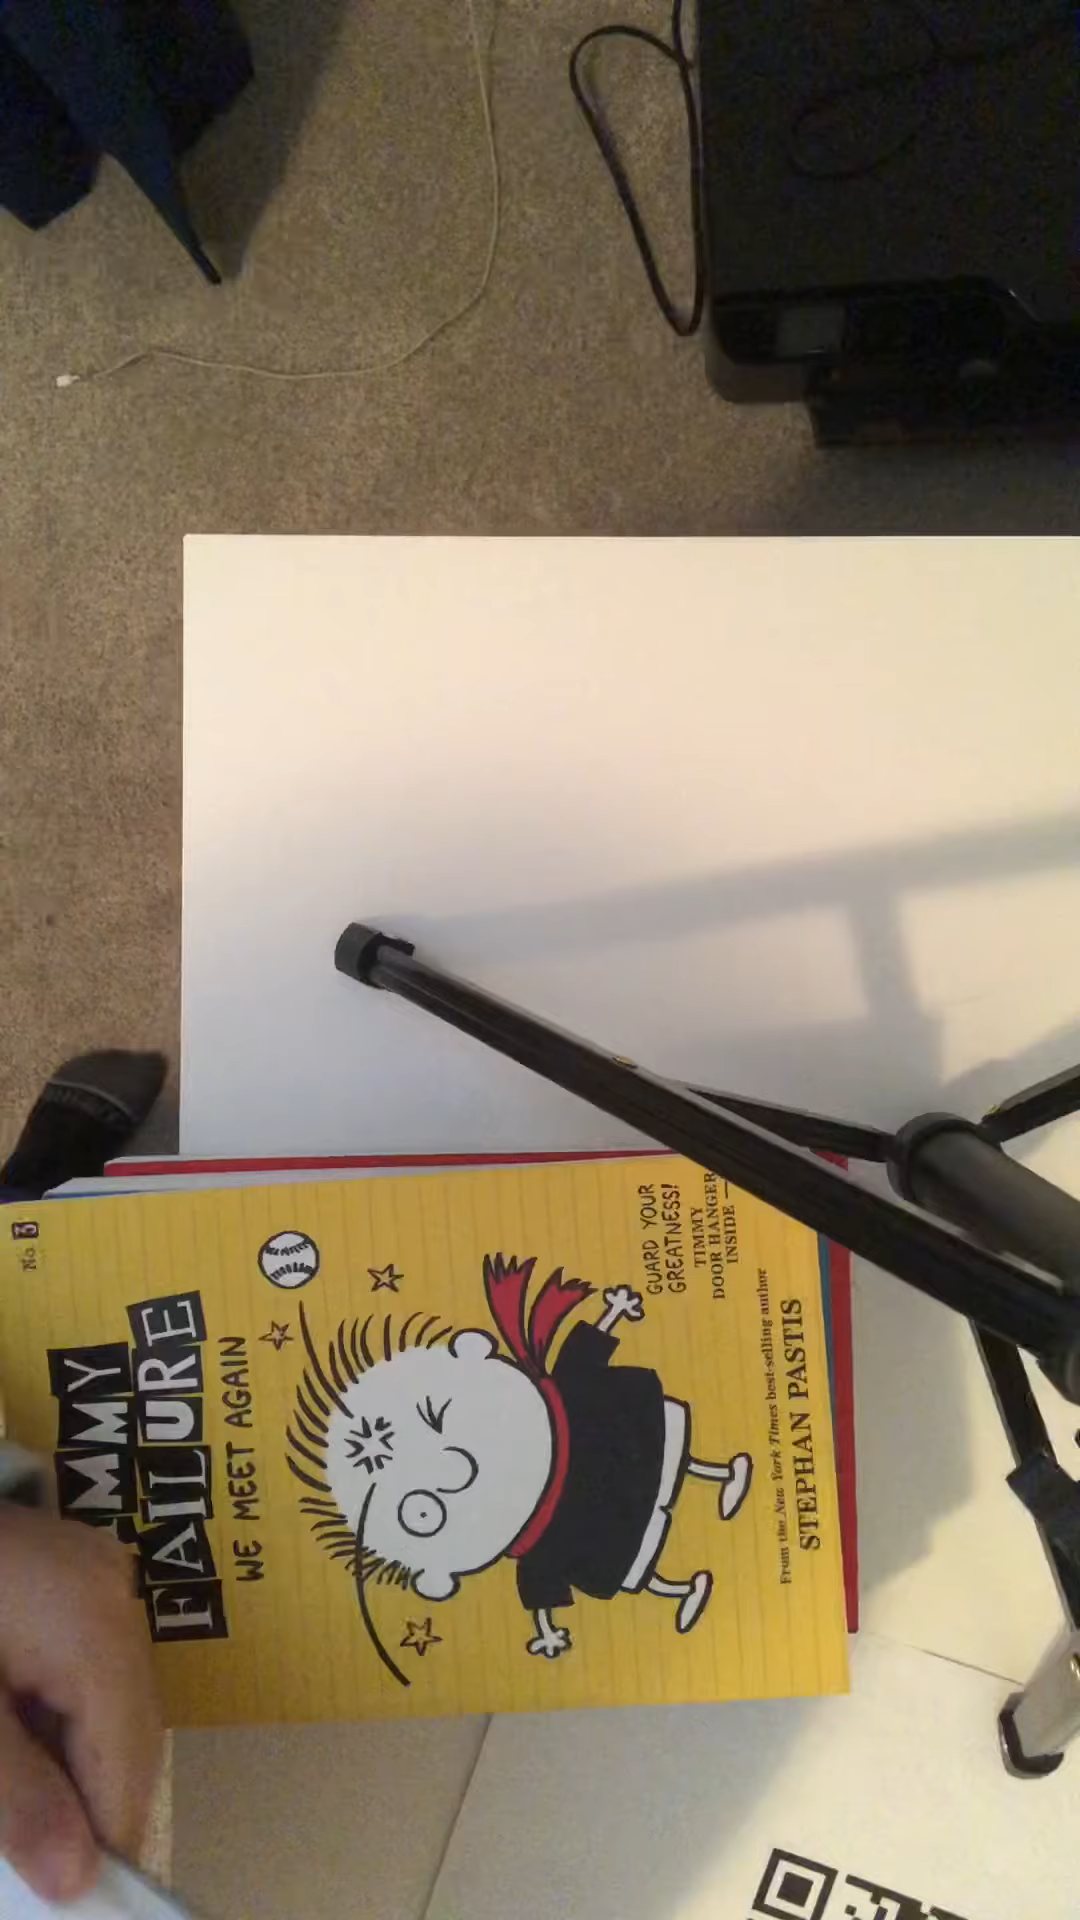 No. 3
MMY
FAILURE
WE MEET AGAIN
GUARD YOUR
GREATNESS!
TIMMY
DOOR HANGER
INSIDE
From the New York Times best-selling author
STEPHAN PASTIS